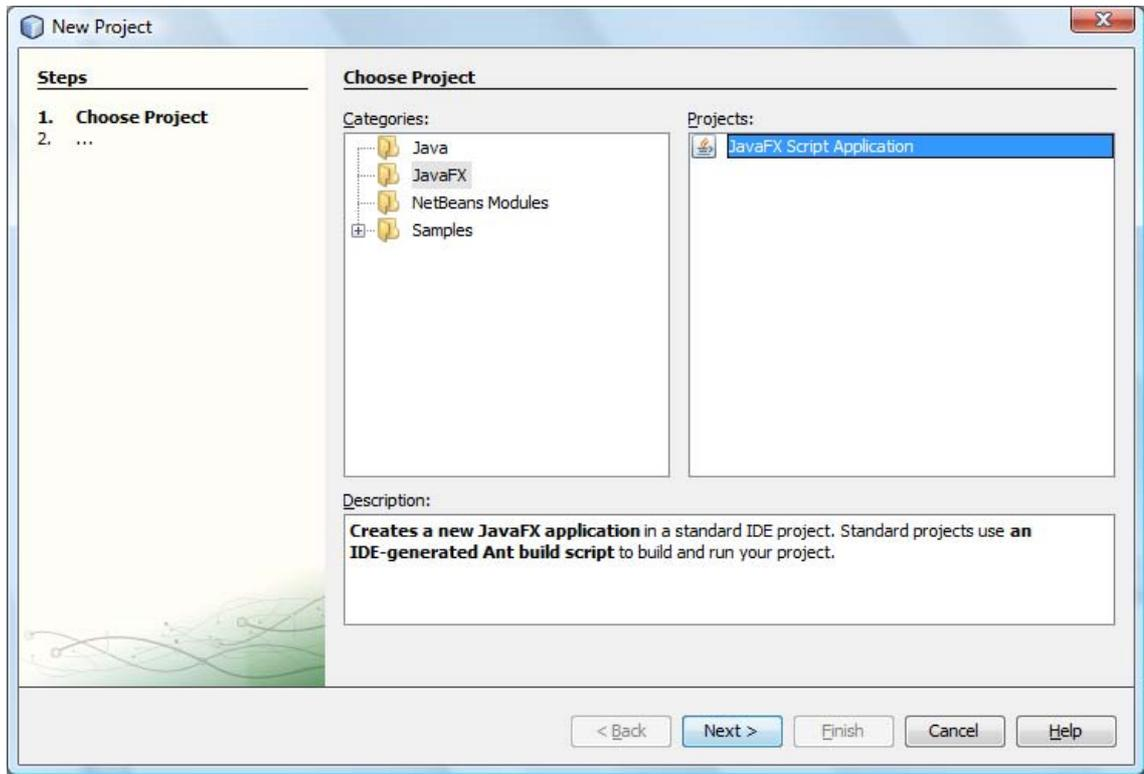 New Project
Steps
1. Choose Project
2. ...
Choose Project
Categories:
Java
JavaFX
NetBeans Modules
Samples
Projects:
JavaFX Script Application
Description:
Creates a new JavaFX application in a standard IDE project. Standard projects use an
IDE-generated Ant build script to build and run your project.
< Back
Next >
Finish
Cancel
Help